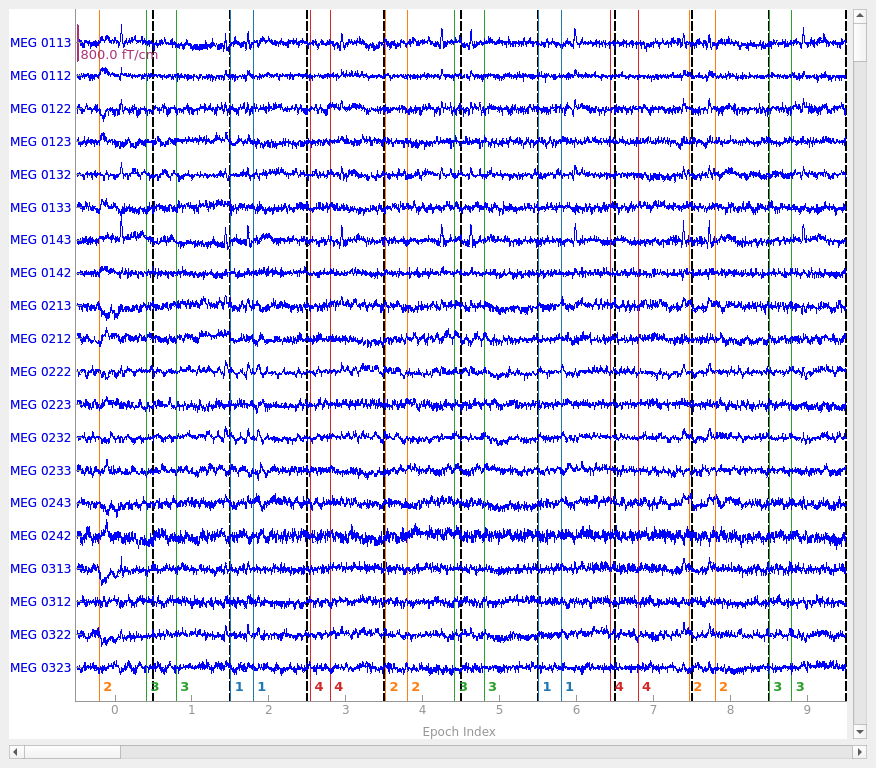 MEG 0113
800.0 fT/cm
MEG 0112
MEG 0122
MEG 0123
MEG 0132
MEG 0133
MEG 0143
MEG 0142
MEG 0213
MEG 0212
MEG 0222
MEG 0223
MEG 0232
MEG 0233
MEG 0243
MEG 0242
MEG 0313
MEG 0312
MEG 0322
MEG 0323
2 3 3 1 1 4 4 2 2 3 3 1 1 4 4 2 2 3 3
0 1 2 3 4 5 6 7 8 9
Epoch Index